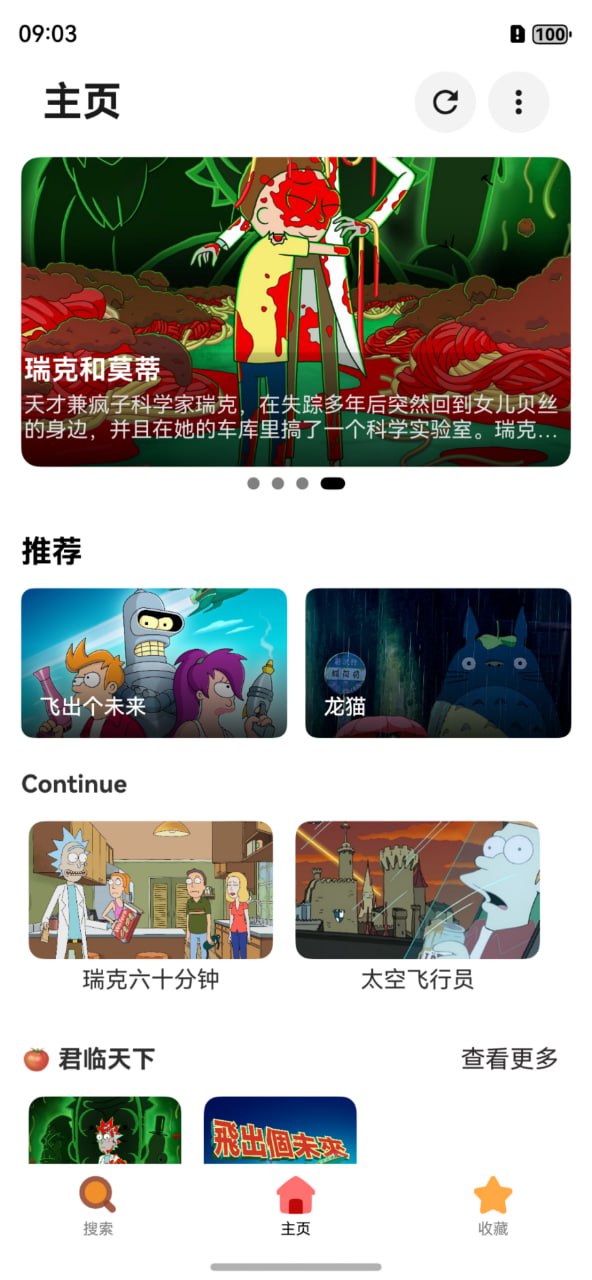 09:03
100
主页
瑞克和莫蒂
天才兼疯子科学家瑞克，在失踪多年后突然回到女儿贝丝
的身边，并且在她的车库里搞了一个科学实验室。瑞克…
推荐
飞出个未来
龙猫
Continue
瑞克六十分钟
太空飞行员
君临天下
查看更多
飛出個未來
搜索
主页
收藏